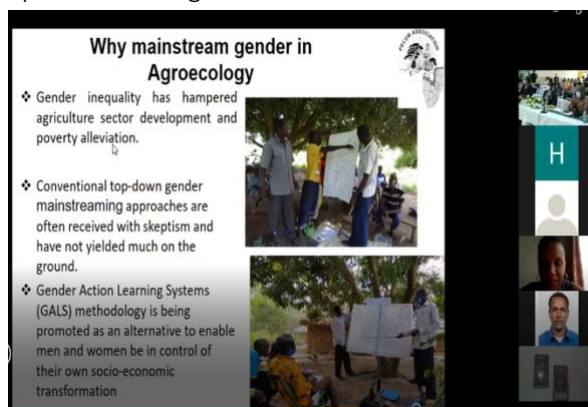 Why mainstream gender in
Agroecology
PELUM ASSOCIATION
❖ Gender inequality has hampered
agriculture sector development and
poverty alleviation.
❖ Conventional top-down gender
mainstreaming approaches are
often received with skeptism and
have not yielded much on the
ground.
❖ Gender Action Learning Systems
(GALS) methodology is being
promoted as an alternative to enable
men and women be in control of
their own socio-economic
transformation
H